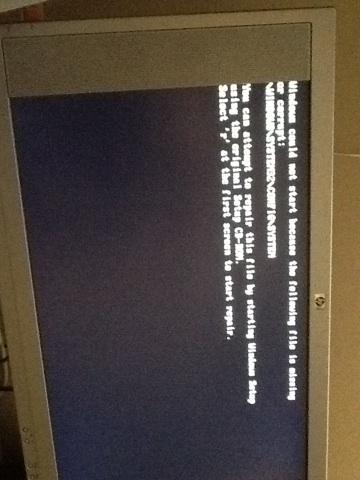 Windows could not start because the following file is missing
or corrupt:
\WINDOWS\SYSTEM32\CONFIG\SYSTEM
You can attempt to repair this file by starting Windows Setup
using the original Setup CD-ROM.
Select 'r' at the first screen to start repair.
hp